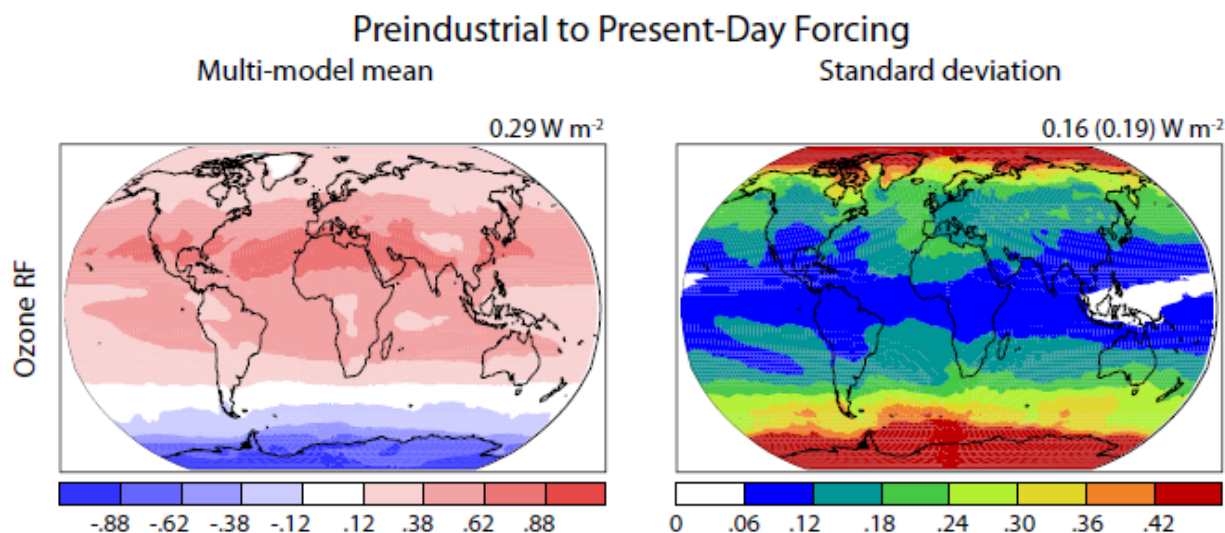 Preindustrial to Present-Day Forcing
Multi-model mean
Standard deviation
0.29 W m⁻²
0.16 (0.19) W m⁻²
Ozone RF
-.88 -.62 -.38 -.12 .12 .38 .62 .88
0 .06 .12 .18 .24 .30 .36 .42